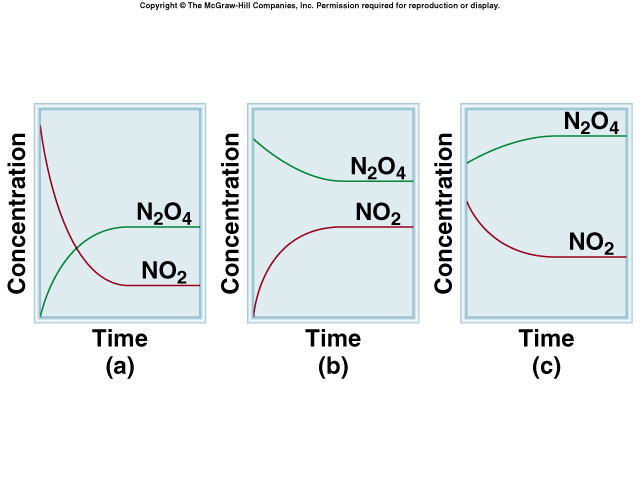 Copyright © The McGraw-Hill Companies, Inc. Permission required for reproduction or display.
Concentration
N₂O₄
NO₂
Time
(a)
Concentration
N₂O₄
NO₂
Time
(b)
Concentration
N₂O₄
NO₂
Time
(c)